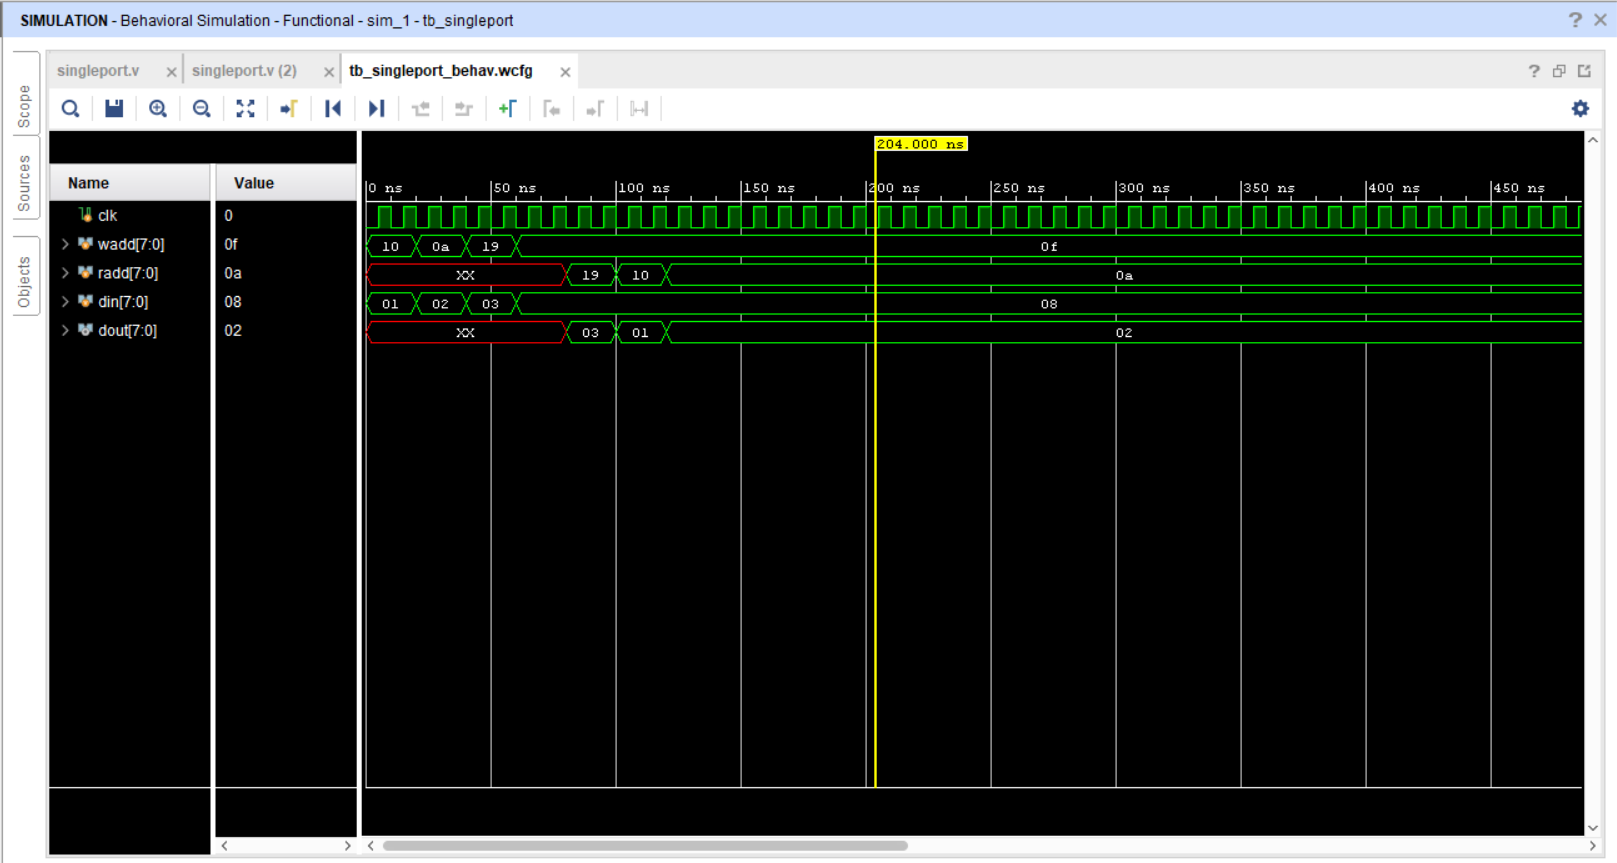 SIMULATION - Behavioral Simulation - Functional - sim_1 - tb_singleport
Scope
Sources
Objects
singleport.v
singleport.v (2)
tb_singleport_behav.wcfg
204.000 ns
Name Value
0 ns 50 ns 100 ns 150 ns 200 ns 250 ns 300 ns 350 ns 400 ns 450 ns
clk 0
wadd[7:0] 0f 10 0a 19 0f
radd[7:0] 0a XX 19 10 0a
din[7:0] 08 01 02 03 08
dout[7:0] 02 XX 03 01 02